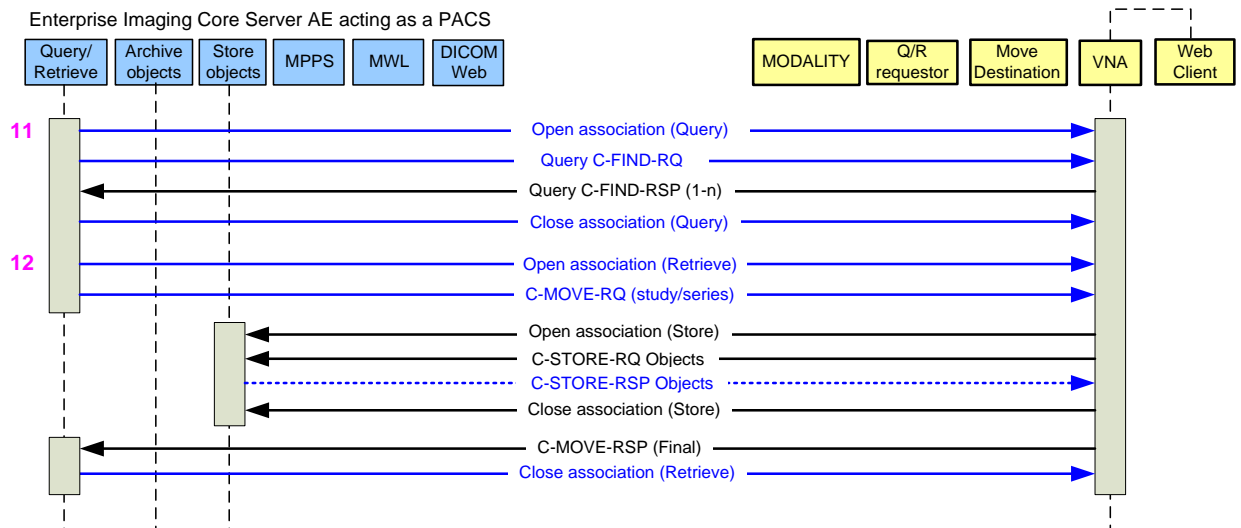 Enterprise Imaging Core Server AE acting as a PACS
Query/
Retrieve
Archive
objects
Store
objects
MPPS
MWL
DICOM
Web
MODALITY
Q/R
requestor
Move
Destination
VNA
Web
Client
11
Open association (Query)
Query C-FIND-RQ
Query C-FIND-RSP (1-n)
Close association (Query)
12
Open association (Retrieve)
C-MOVE-RQ (study/series)
Open association (Store)
C-STORE-RQ Objects
C-STORE-RSP Objects
Close association (Store)
C-MOVE-RSP (Final)
Close association (Retrieve)